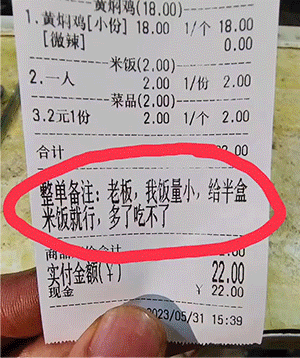 黄焖鸡(18.00)
1.黄焖鸡[小份] 18.00 1/个 18.00
[微辣] 0.00
米饭(2.00)
2.一人 2.00 1/份 2.00
菜品(2.00)
3.2元1份 2.00 1/个 2.00
合计
整单备注：老板，我饭量小，给半盒
米饭就行，多了吃不了
合计
实付金额(￥) 22.00
现金 ￥ 22.00
2023/05/31 15:39